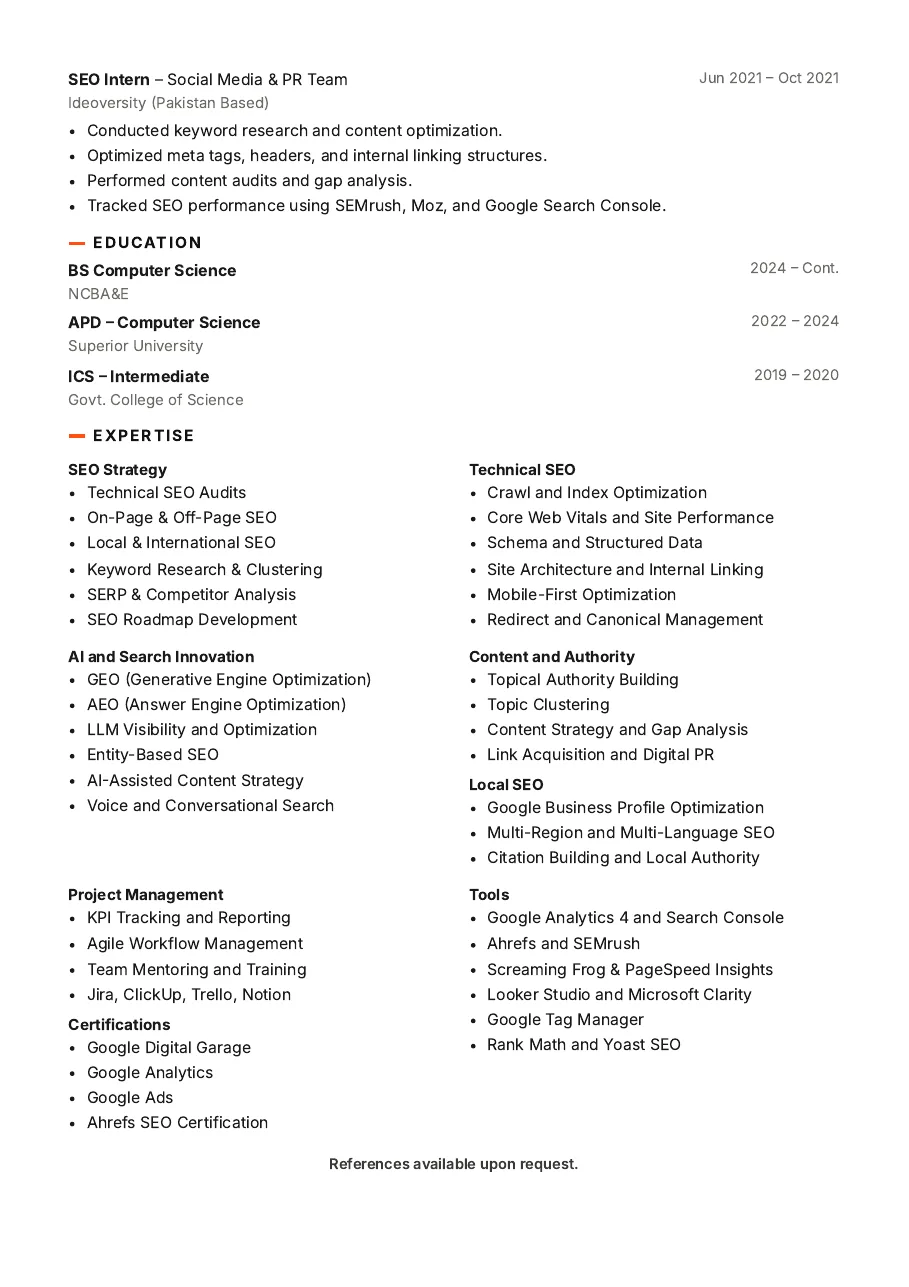 SEO Intern – Social Media & PR Team
Jun 2021 – Oct 2021
Ideoversity (Pakistan Based)
• Conducted keyword research and content optimization.
• Optimized meta tags, headers, and internal linking structures.
• Performed content audits and gap analysis.
• Tracked SEO performance using SEMrush, Moz, and Google Search Console.
EDUCATION
BS Computer Science
2024 – Cont.
NCBA&E
APD – Computer Science
2022 – 2024
Superior University
ICS – Intermediate
2019 – 2020
Govt. College of Science
EXPERTISE
SEO Strategy
• Technical SEO Audits
• On-Page & Off-Page SEO
• Local & International SEO
• Keyword Research & Clustering
• SERP & Competitor Analysis
• SEO Roadmap Development
Technical SEO
• Crawl and Index Optimization
• Core Web Vitals and Site Performance
• Schema and Structured Data
• Site Architecture and Internal Linking
• Mobile-First Optimization
• Redirect and Canonical Management
AI and Search Innovation
• GEO (Generative Engine Optimization)
• AEO (Answer Engine Optimization)
• LLM Visibility and Optimization
• Entity-Based SEO
• AI-Assisted Content Strategy
• Voice and Conversational Search
Content and Authority
• Topical Authority Building
• Topic Clustering
• Content Strategy and Gap Analysis
• Link Acquisition and Digital PR
Local SEO
• Google Business Profile Optimization
• Multi-Region and Multi-Language SEO
• Citation Building and Local Authority
Project Management
• KPI Tracking and Reporting
• Agile Workflow Management
• Team Mentoring and Training
• Jira, ClickUp, Trello, Notion
Certifications
• Google Digital Garage
• Google Analytics
• Google Ads
• Ahrefs SEO Certification
Tools
• Google Analytics 4 and Search Console
• Ahrefs and SEMrush
• Screaming Frog & PageSpeed Insights
• Looker Studio and Microsoft Clarity
• Google Tag Manager
• Rank Math and Yoast SEO
References available upon request.